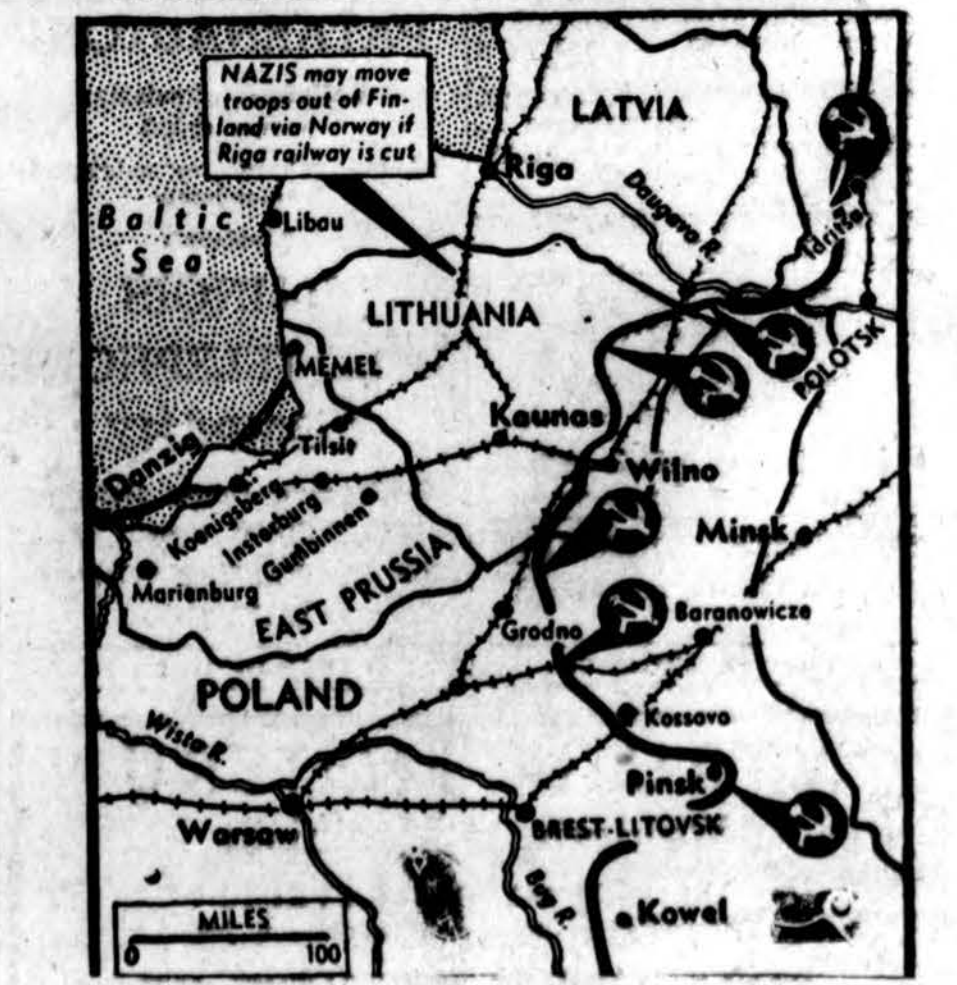 NAZIS may move
troops out of Fin-
land via Norway if
Riga railway is cut
LATVIA
Riga
Daugava R.
Idritsa
Baltic
Sea
Libau
LITHUANIA
POLOTSK
MEMEL
Kaunas
Tilsit
Danzig
Wilno
Koenigsberg
Insterburg
Gumbinnen
Minsk
Marienburg
EAST PRUSSIA
Grodno
Baranowicze
POLAND
Kossovo
Wista R.
Pinsk
Warsaw
BREST-LITOVSK
Bug R.
Kowel
MILES
0 100